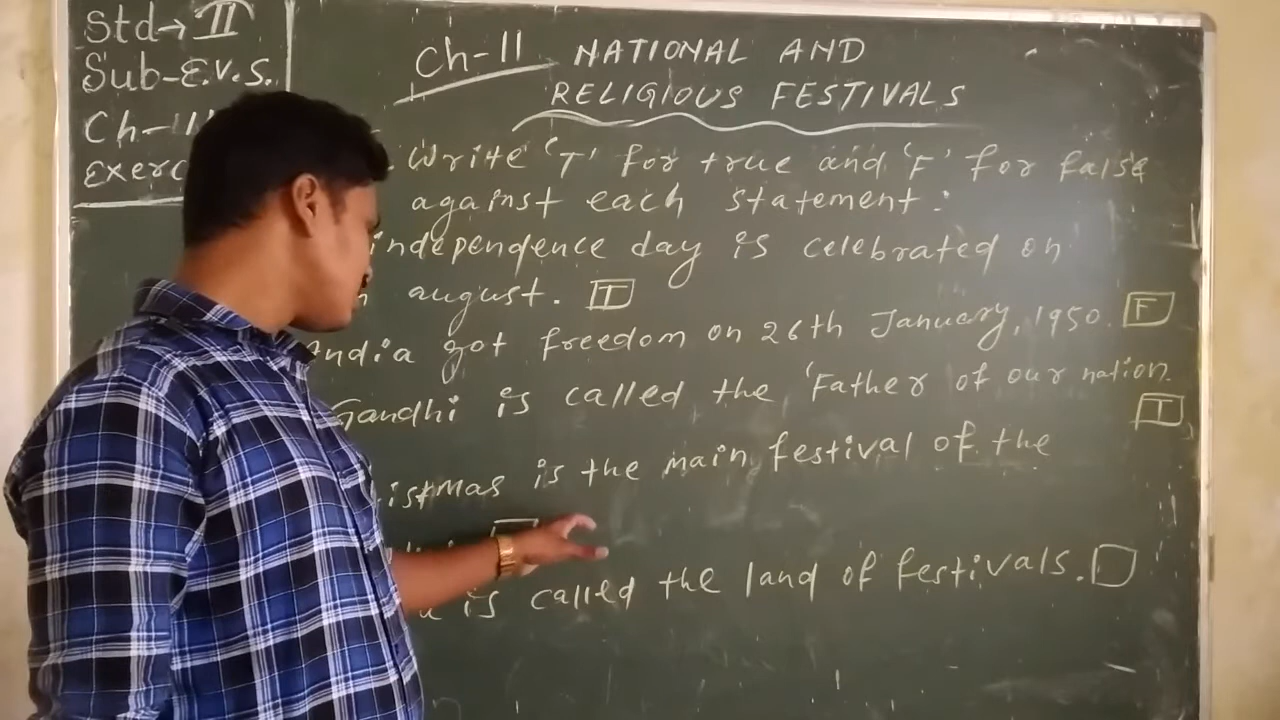 Std→II
Sub-E.V.S.
Ch-11
Ch-11 NATIONAL AND
RELIGIOUS FESTIVALS
Write 'T' for true and 'F' for false
against each statement:
independence day is celebrated on
august. T
India got freedom on 26th January, 1950. F
Gandhi is called the 'Father of our nation.
T
is the main festival of the
is called the land of festivals.